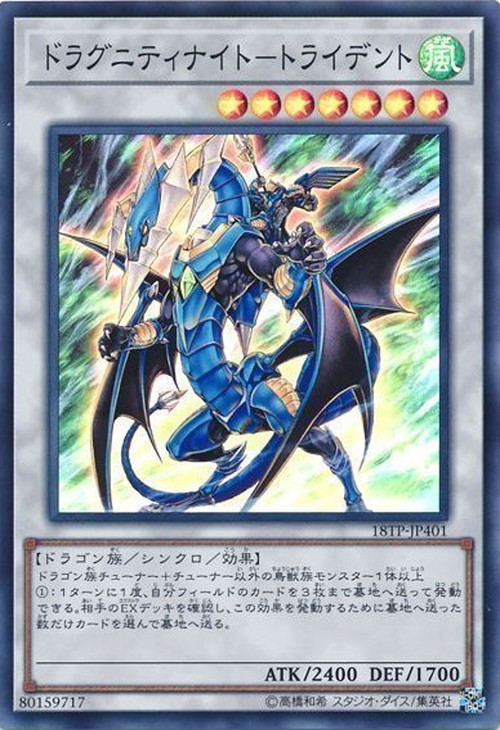 ドラグニティナイト－トライデント
風
18TP-JP401
【ドラゴン族／シンクロ／効果】
ドラゴン族チューナー＋チューナー以外の鳥獣族モンスター1体以上
①：1ターンに1度、自分フィールドのカードを３枚まで墓地へ送って発動
できる。相手のEXデッキを確認し、この効果を発動するために墓地へ送った
数だけカードを選んで墓地へ送る。
ATK/2400 DEF/1700
80159717
©高橋和希 スタジオ・ダイス/集英社